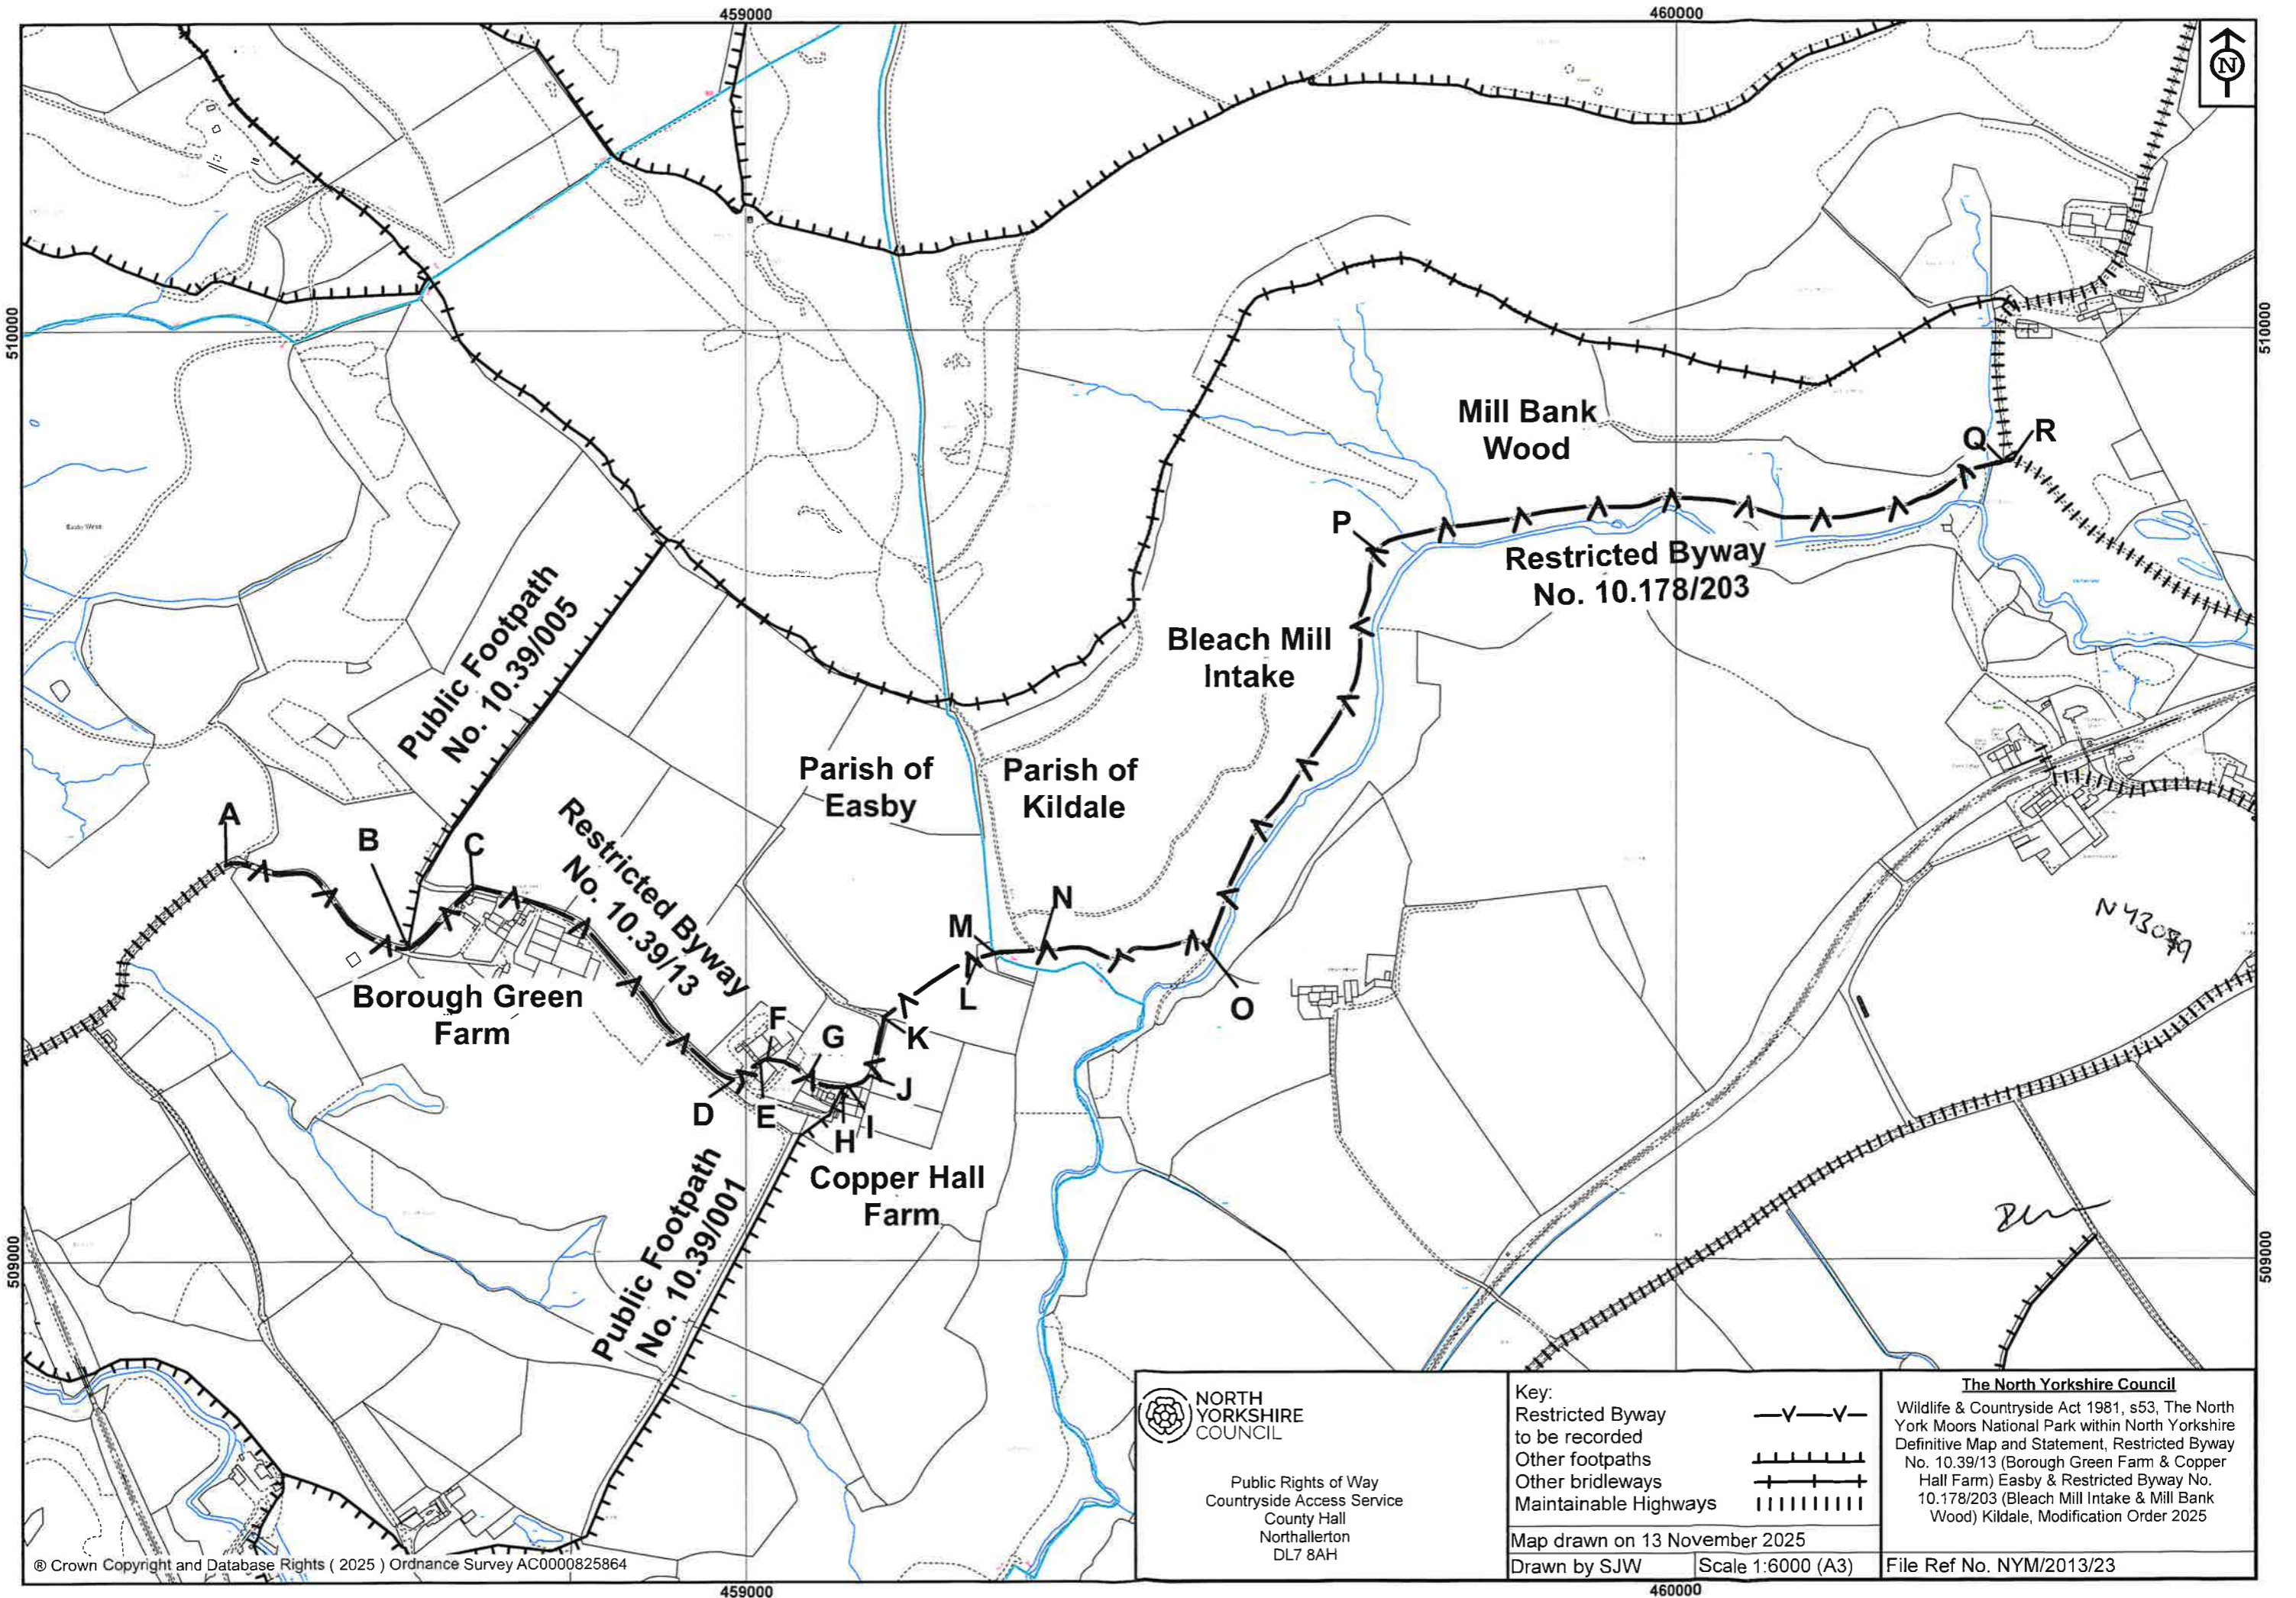 459000
460000
N
510000
510000
Mill Bank
Wood
Q
R
P
Restricted Byway
No. 10.178/203
Public Footpath
No. 10.39/005
Bleach Mill
Intake
Parish of
Easby
Parish of
Kildale
A
B
C
Restricted Byway
No. 10.39/13
N
M
L
O
Borough Green
Farm
F
G
K
J
D
E
H
I
Copper Hall
Farm
Public Footpath
No. 10.39/001
509000
509000
NORTH
YORKSHIRE
COUNCIL
Public Rights of Way
Countryside Access Service
County Hall
Northallerton
DL7 8AH
Key:
Restricted Byway
to be recorded
Other footpaths
Other bridleways
Maintainable Highways
Map drawn on 13 November 2025
Drawn by SJW
Scale 1:6000 (A3)
The North Yorkshire Council
Wildlife & Countryside Act 1981, s53, The North
York Moors National Park within North Yorkshire
Definitive Map and Statement, Restricted Byway
No. 10.39/13 (Borough Green Farm & Copper
Hall Farm) Easby & Restricted Byway No.
10.178/203 (Bleach Mill Intake & Mill Bank
Wood) Kildale, Modification Order 2025
File Ref No. NYM/2013/23
® Crown Copyright and Database Rights ( 2025 ) Ordnance Survey AC0000825864
459000
460000